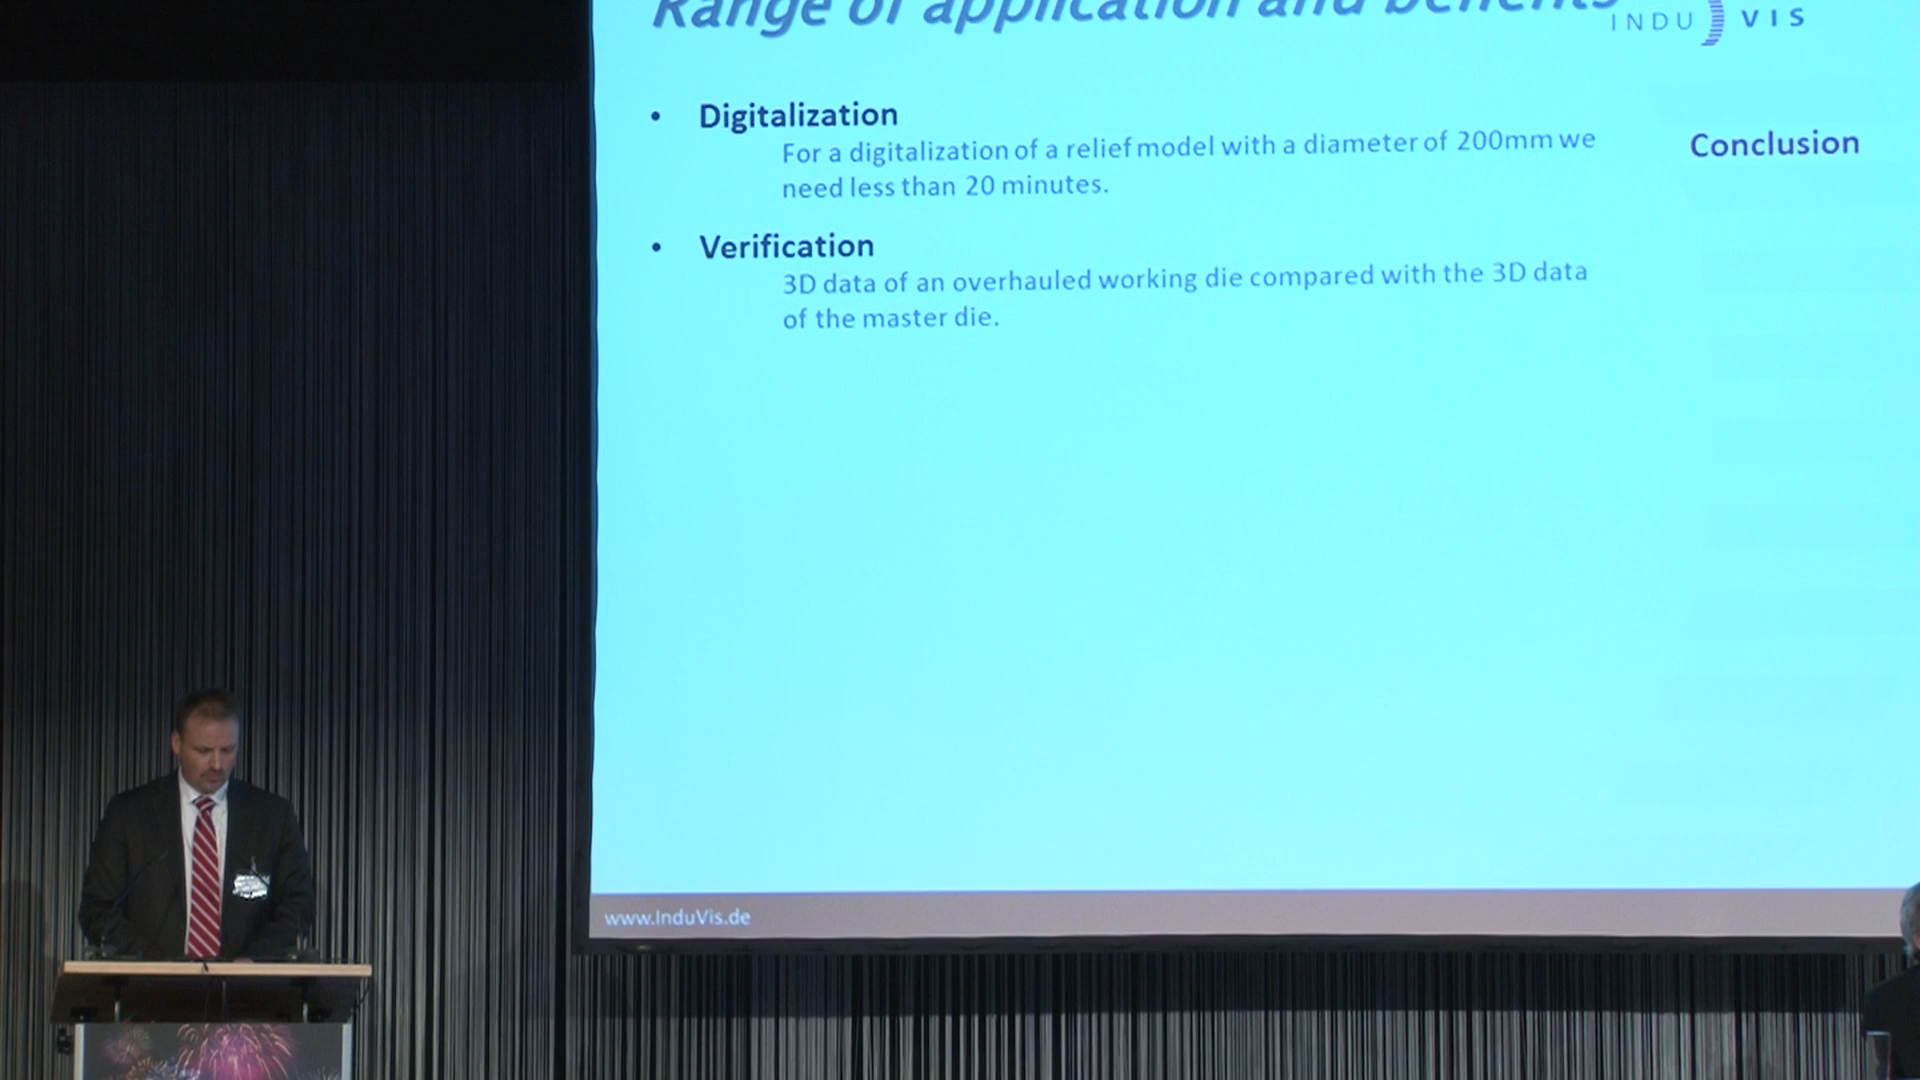 Range of application and benefits
INDU VIS
• Digitalization
For a digitalization of a relief model with a diameter of 200mm we
need less than 20 minutes.
Conclusion
• Verification
3D data of an overhauled working die compared with the 3D data
of the master die.
www.InduVis.de